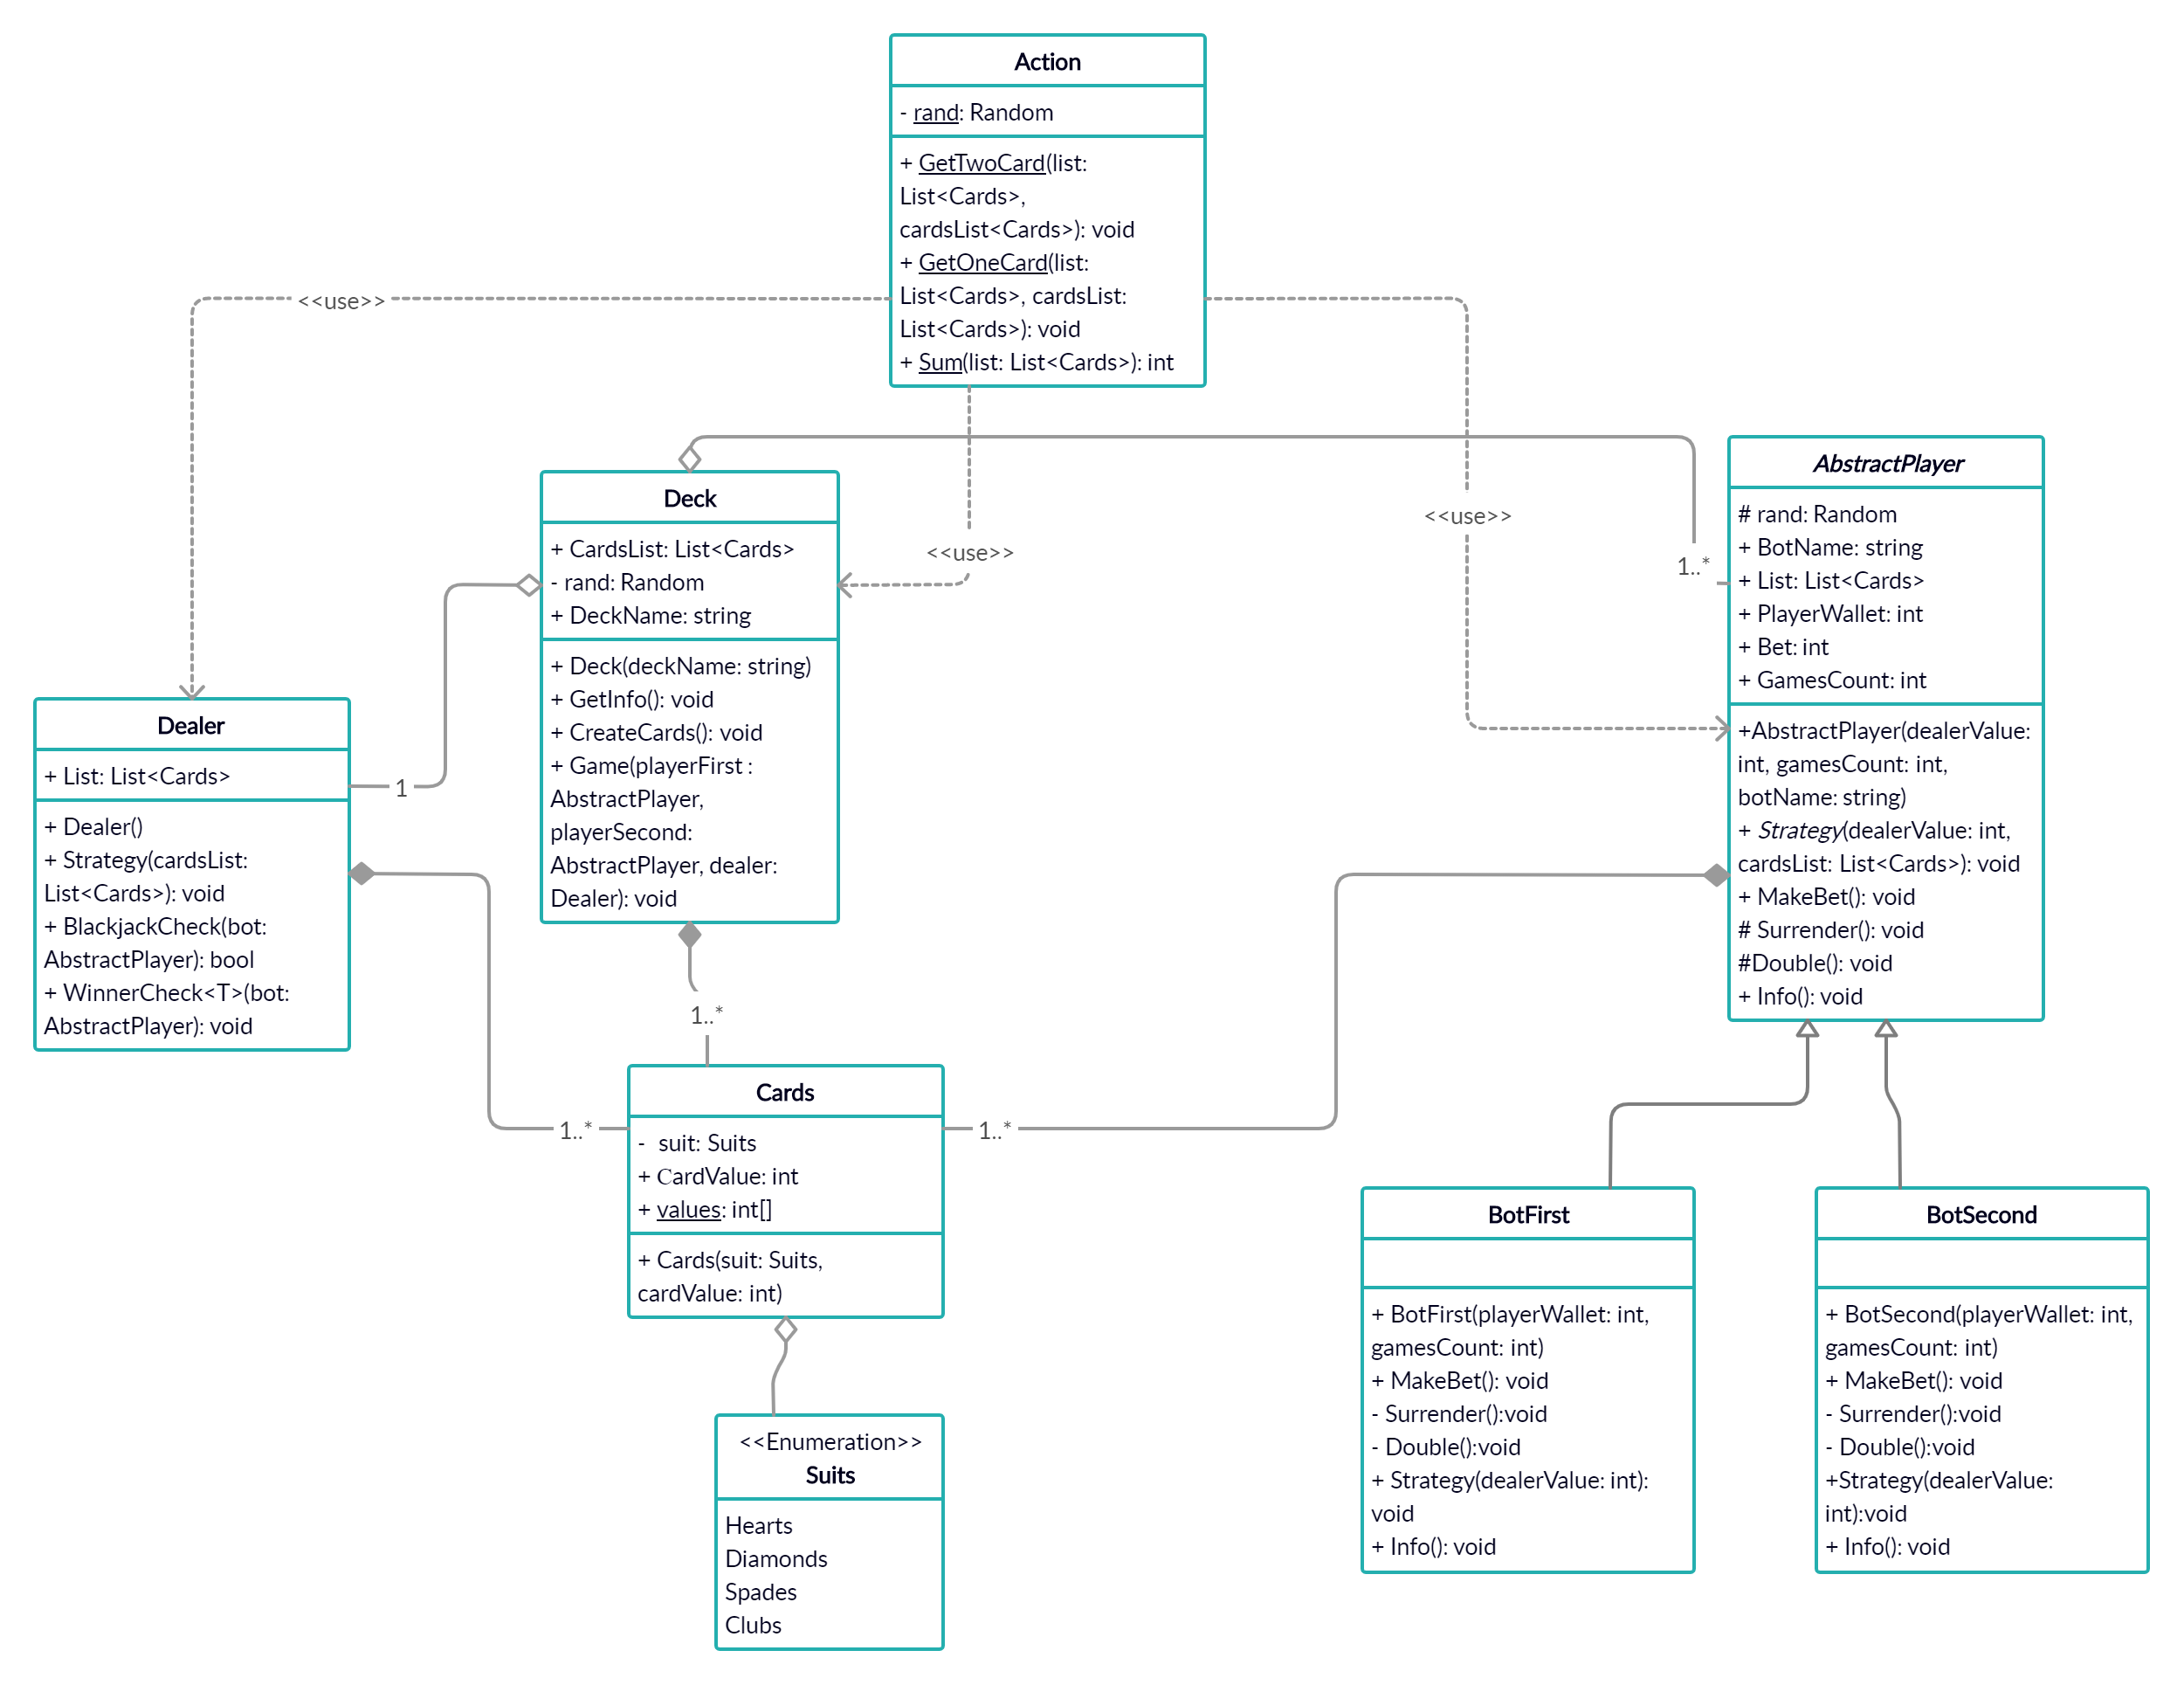 Action
- rand: Random
+ GetTwoCard(list:
List<Cards>,
cardsList<Cards>): void
+ GetOneCard(list:
List<Cards>, cardsList:
List<Cards>): void
+ Sum(list: List<Cards>): int
<<use>>
<<use>>
<<use>>
Deck
+ CardsList: List<Cards>
- rand: Random
+ DeckName: string
+ Deck(deckName: string)
+ GetInfo(): void
+ CreateCards(): void
+ Game(playerFirst :
AbstractPlayer,
playerSecond:
AbstractPlayer, dealer:
Dealer): void
AbstractPlayer
# rand: Random
+ BotName: string
+ List: List<Cards>
+ PlayerWallet: int
+ Bet: int
+ GamesCount: int
+AbstractPlayer(dealerValue:
int, gamesCount: int,
botName: string)
+ Strategy(dealerValue: int,
cardsList: List<Cards>): void
+ MakeBet(): void
# Surrender(): void
#Double(): void
+ Info(): void
1..*
Dealer
+ List: List<Cards>
+ Dealer()
+ Strategy(cardsList:
List<Cards>): void
+ BlackjackCheck(bot:
AbstractPlayer): bool
+ WinnerCheck<T>(bot:
AbstractPlayer): void
1
1..*
1..*
1..*
Cards
- suit: Suits
+ CardValue: int
+ values: int[]
+ Cards(suit: Suits,
cardValue: int)
<<Enumeration>>
Suits
Hearts
Diamonds
Spades
Clubs
BotFirst
+ BotFirst(playerWallet: int,
gamesCount: int)
+ MakeBet(): void
- Surrender():void
- Double():void
+ Strategy(dealerValue: int):
void
+ Info(): void
BotSecond
+ BotSecond(playerWallet: int,
gamesCount: int)
+ MakeBet(): void
- Surrender():void
- Double():void
+Strategy(dealerValue:
int):void
+ Info(): void